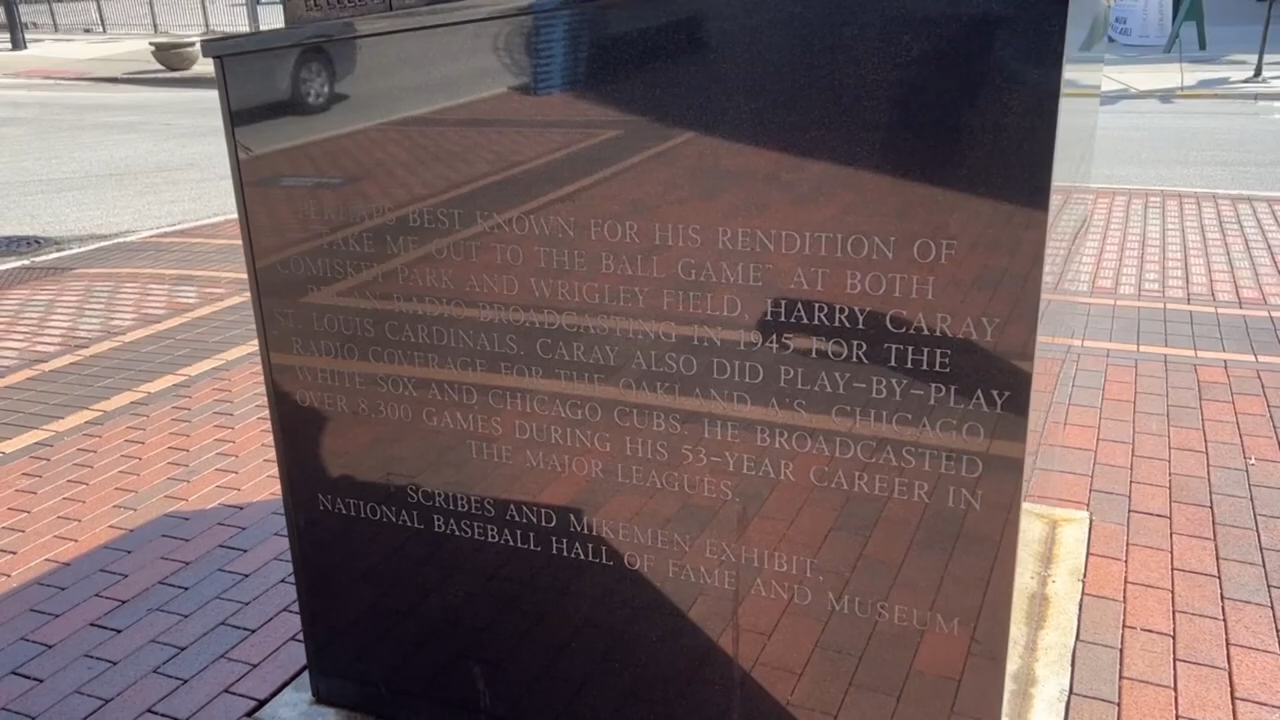 PERHAPS BEST KNOWN FOR HIS RENDITION OF
TAKE ME OUT TO THE BALL GAME" AT BOTH
COMISKEY PARK AND WRIGLEY FIELD, HARRY CARAY
BEGAN RADIO BROADCASTING IN 1945 FOR THE
ST. LOUIS CARDINALS. CARAY ALSO DID PLAY-BY-PLAY
RADIO COVERAGE FOR THE OAKLAND A'S, CHICAGO
WHITE SOX AND CHICAGO CUBS. HE BROADCASTED
OVER 8,300 GAMES DURING HIS 53-YEAR CAREER IN
THE MAJOR LEAGUES.
SCRIBES AND MIKEMEN EXHIBIT,
NATIONAL BASEBALL HALL OF FAME AND MUSEUM
NOW